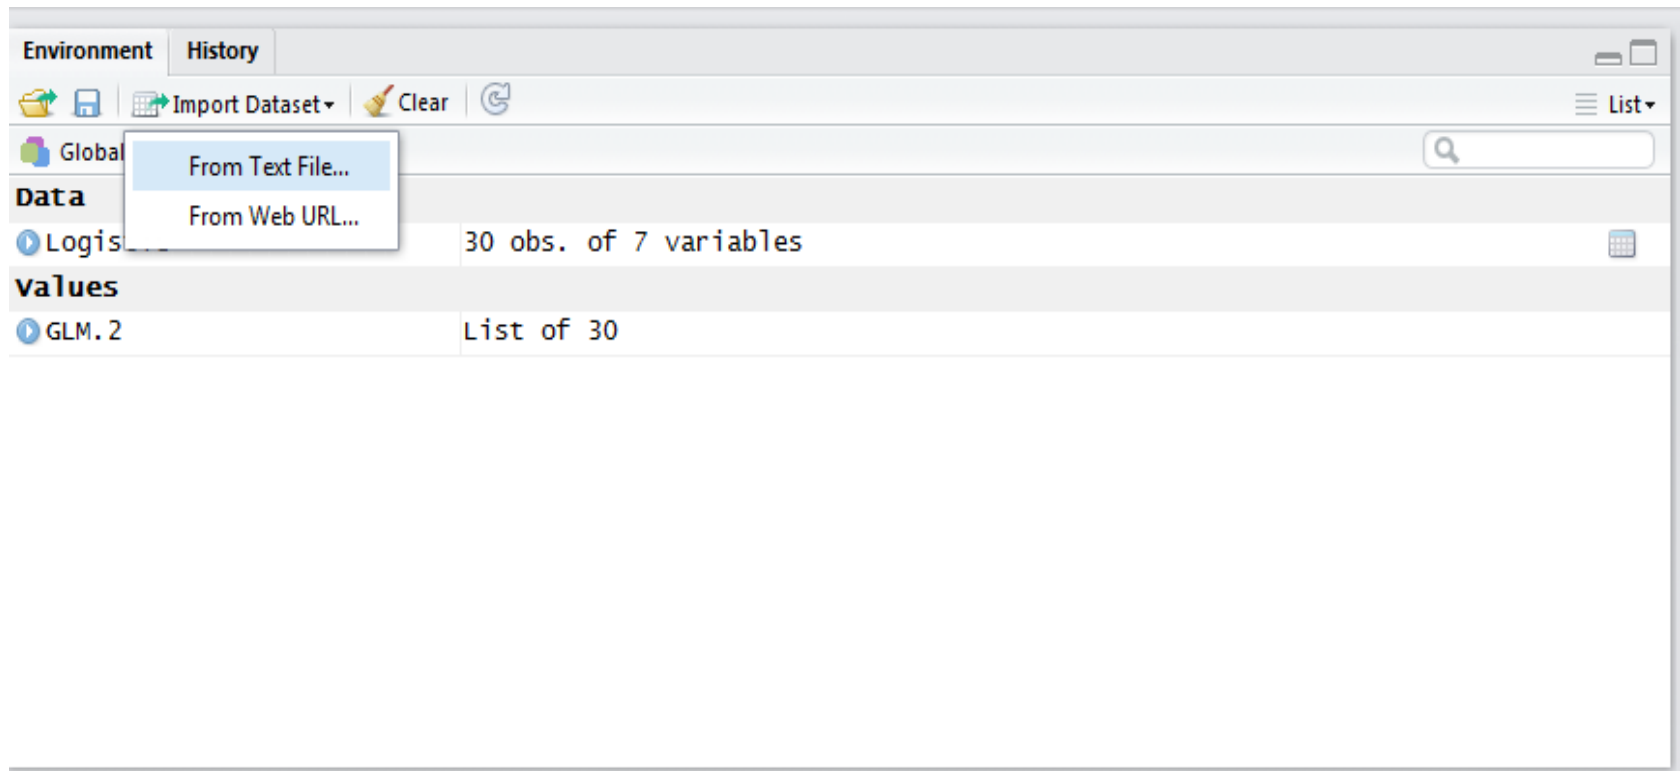 Environment History
Import Dataset Clear List
Global
From Text File...
From Web URL...
Data
30 obs. of 7 variables
Values
GLM.2 List of 30